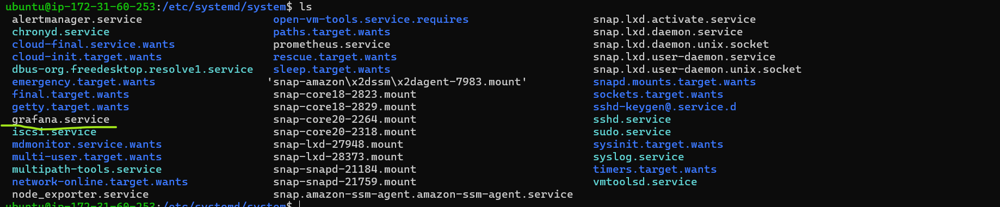 ubuntu@ip-172-31-60-253:/etc/systemd/system$ ls
alertmanager.service open-vm-tools.service.requires snap.lxd.activate.service
chronyd.service paths.target.wants snap.lxd.daemon.service
cloud-final.service.wants prometheus.service snap.lxd.daemon.unix.socket
cloud-init.target.wants rescue.target.wants snap.lxd.user-daemon.service
dbus-org.freedesktop.resolve1.service sleep.target.wants snap.lxd.user-daemon.unix.socket
emergency.target.wants 'snap-amazon\x2dssm\x2dagent-7983.mount' snapd.mounts.target.wants
final.target.wants snap-core18-2823.mount sockets.target.wants
getty.target.wants snap-core18-2829.mount sshd-keygen@.service.d
grafana.service snap-core20-2264.mount sshd.service
iscsi.service snap-core20-2318.mount sudo.service
mdmonitor.service.wants snap-lxd-27948.mount sysinit.target.wants
multi-user.target.wants snap-lxd-28373.mount syslog.service
multipath-tools.service snap-snapd-21184.mount timers.target.wants
network-online.target.wants snap-snapd-21759.mount vmtoolsd.service
node_exporter.service snap.amazon-ssm-agent.amazon-ssm-agent.service
ubuntu@ip-172-31-60-253:/etc/systemd/system$